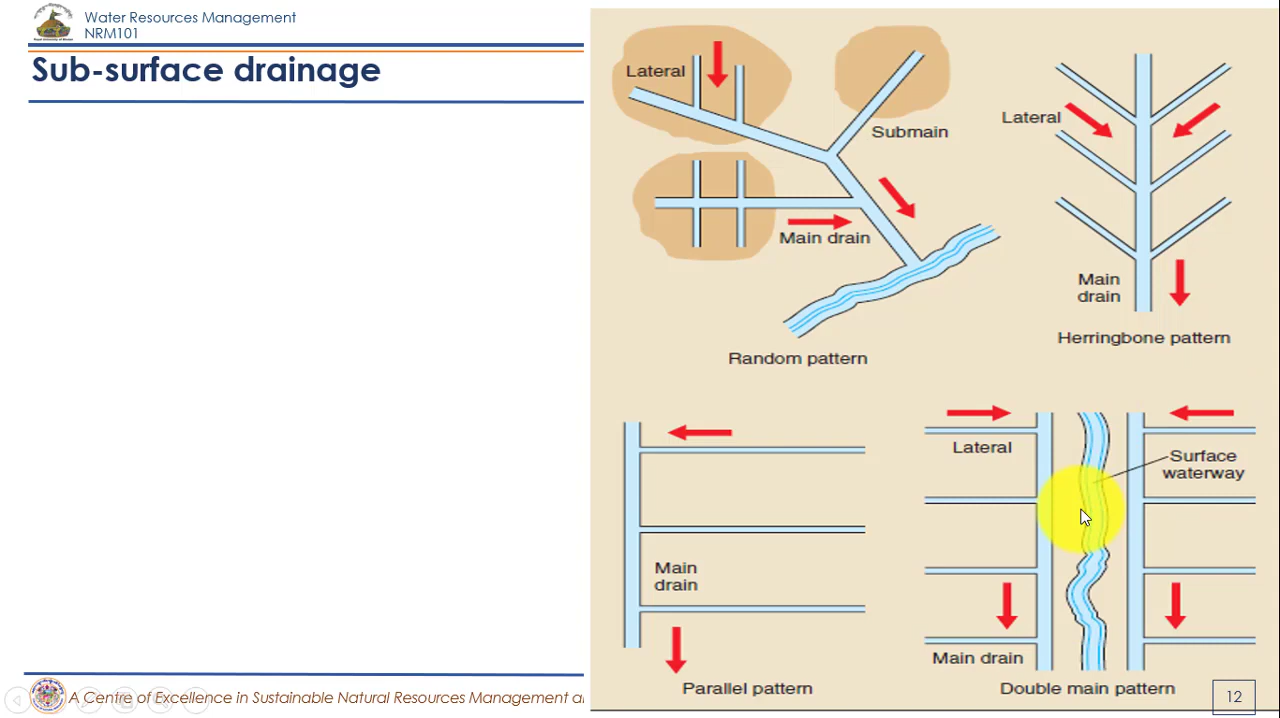 Water Resources Management
NRM101
Sub-surface drainage
Lateral
Submain
Main drain
Random pattern
Lateral
Main
drain
Herringbone pattern
Main
drain
Parallel pattern
Lateral
Surface
waterway
Main drain
Double main pattern
A Centre of Excellence in Sustainable Natural Resources Management a
12